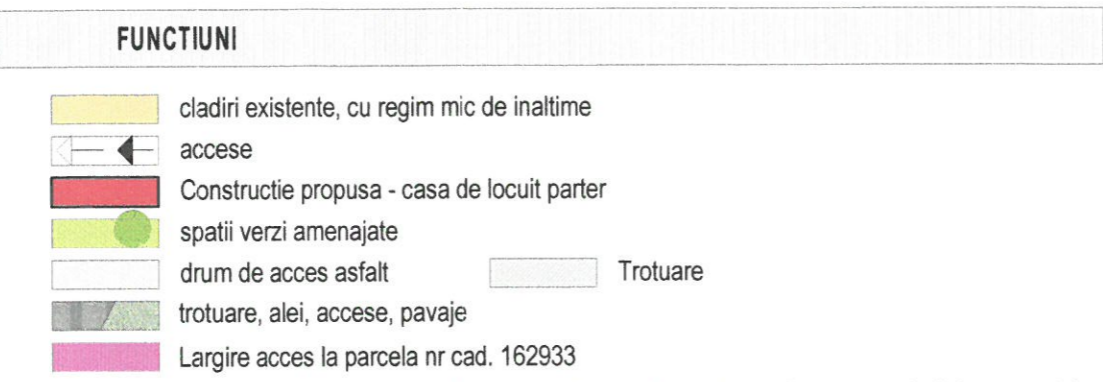 FUNCTIUNI
cladiri existente, cu regim mic de inaltime
accese
Constructie propusa - casa de locuit parter
spatii verzi amenajate
drum de acces asfalt Trotuare
trotuare, alei, accese, pavaje
Largire acces la parcela nr cad. 162933